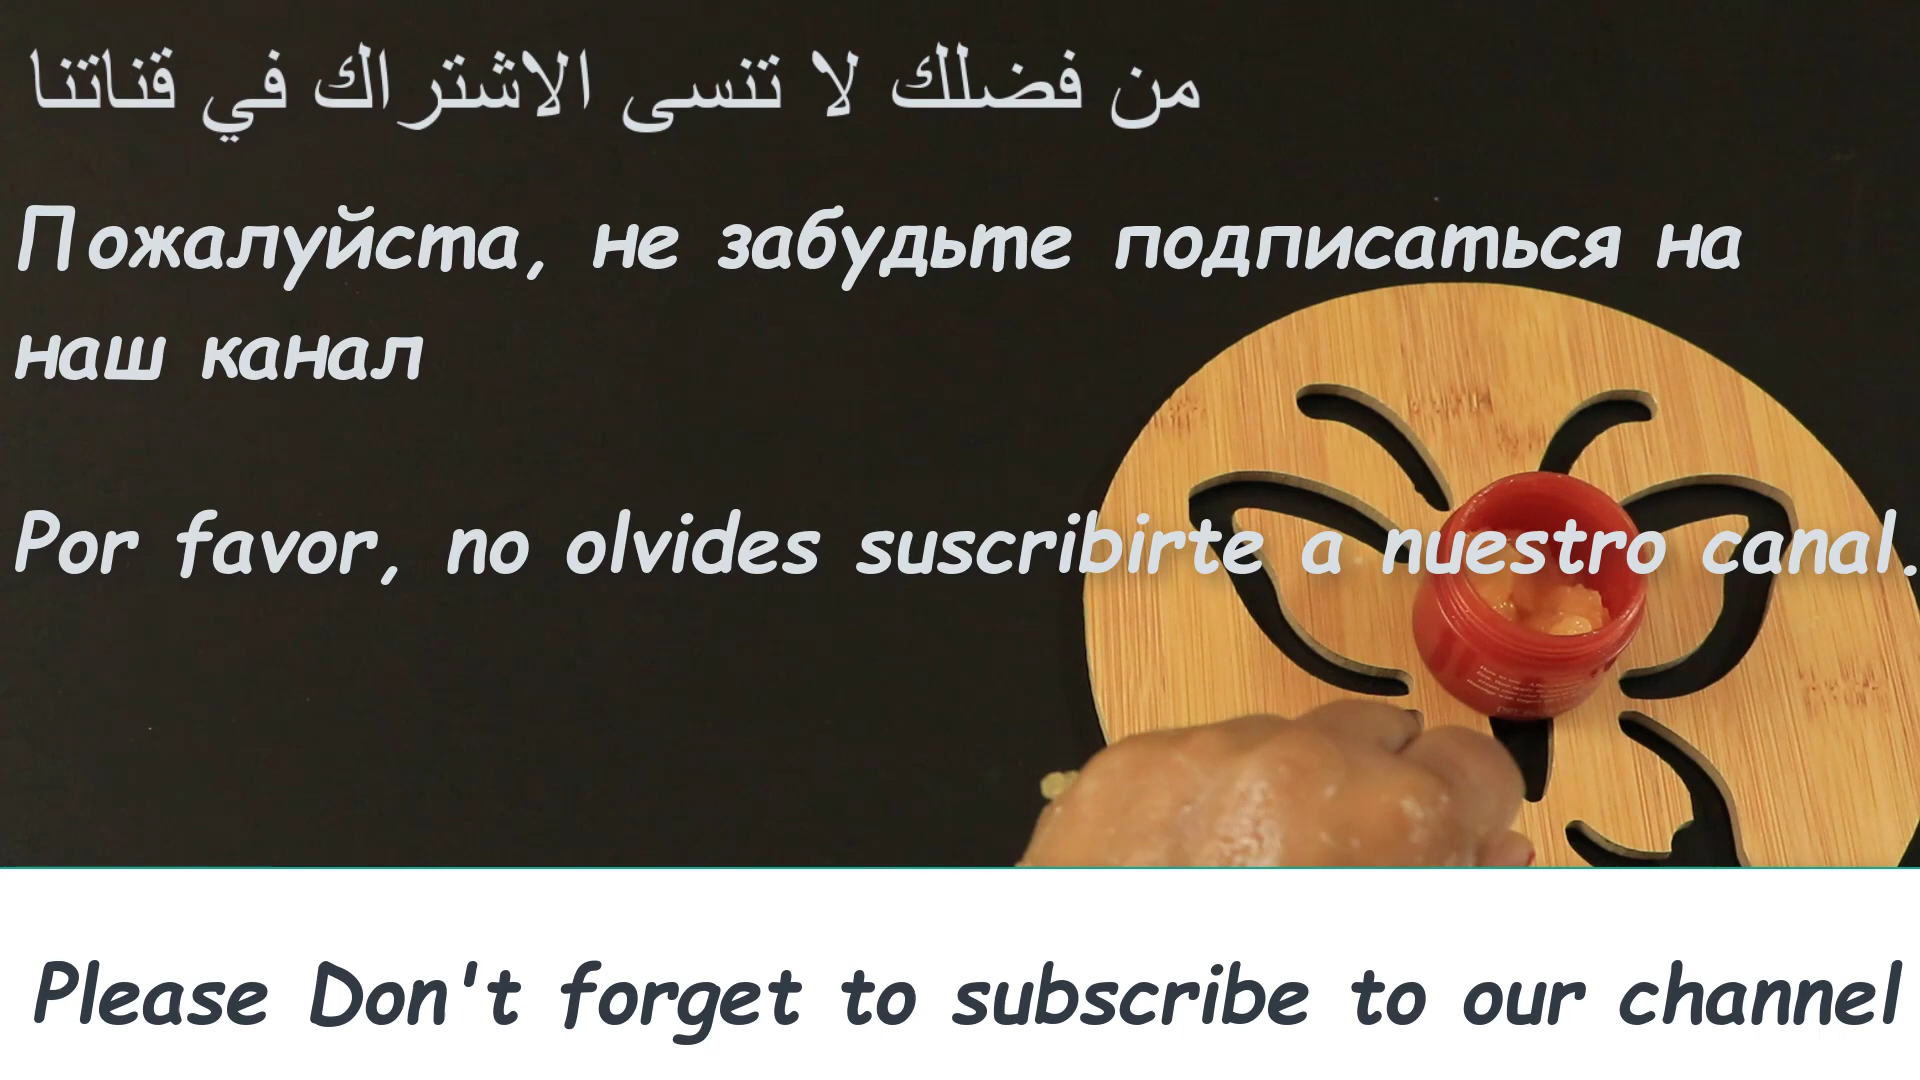 من فضلك لا تنسى الاشتراك في قناتنا
Пожалуйста, не забудьте подписаться на
наш канал
Por favor, no olvides suscribirte a nuestro canal.
Please Don't forget to subscribe to our channel